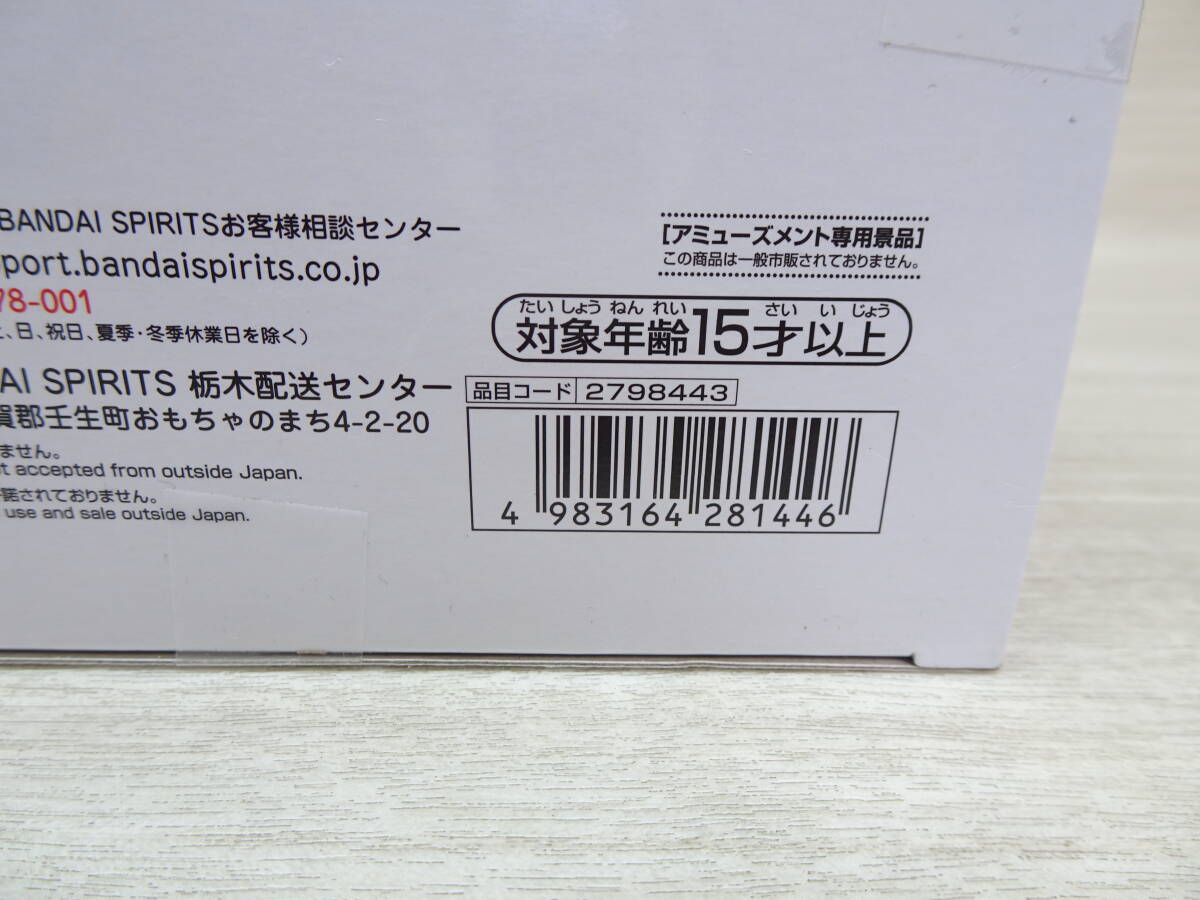 BANDAI SPIRITSお客様相談センター
port.bandaispirits.co.jp
78-001
、日、祝日、夏季・冬季休業日を除く）
AI SPIRITS 栃木配送センター
賀郡壬生町おもちゃのまち4-2-20
ません。
accepted from outside Japan.
諾されておりません。
use and sale outside Japan.
[アミューズメント専用景品]
この商品は一般市販されておりません。
たいしょうねんれい さいいじょう
対象年齢15才以上
品目コード 2798443
4 983164 281446